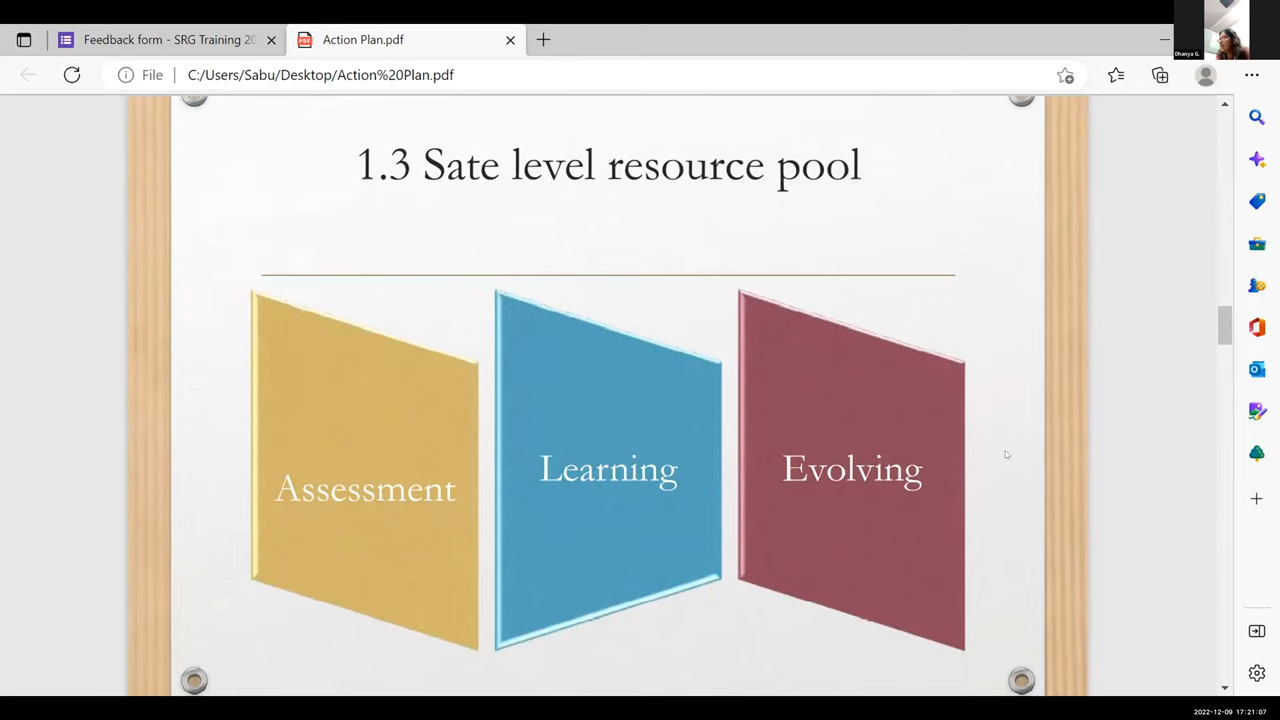 Feedback form - SRG Training 20
Action Plan.pdf
File
C:/Users/Sabu/Desktop/Action%20Plan.pdf
Dhanya G.
1.3 Sate level resource pool
Assessment
Learning
Evolving
2022-12-09 17:21:07